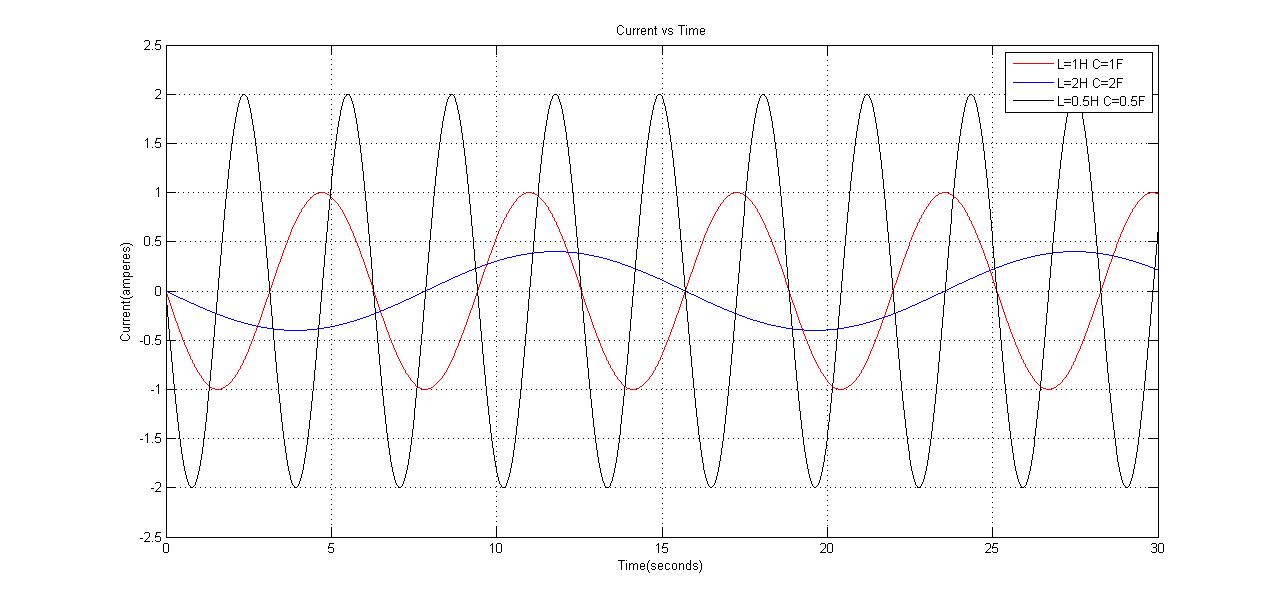 Current vs Time
L=1H C=1F
L=2H C=2F
L=0.5H C=0.5F
2.5
2
1.5
1
0.5
0
-0.5
-1
-1.5
-2
-2.5
Current(amperes)
0 5 10 15 20 25 30
Time(seconds)